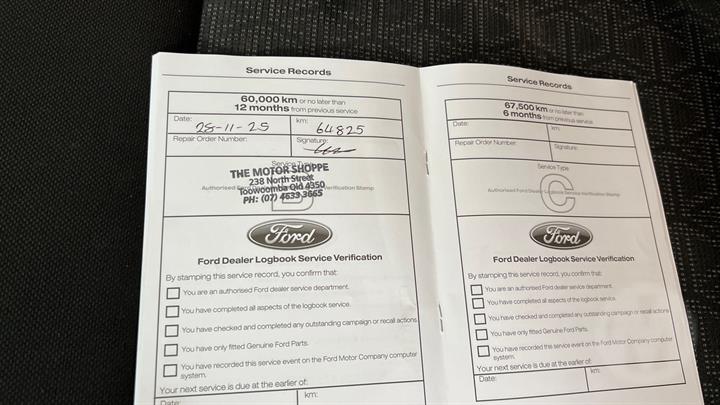 Service Records
60,000 km or no later than
12 months from previous service
Date:
25-11-25
km:
64825
Repair Order Number:
Signature:
Service Type
THE MOTOR SHOPPE
238 North Street
Toowoomba Qld 4350
PH: (07) 4633 3665
Ford
Ford Dealer Logbook Service Verification
By stamping this service record, you confirm that:
You are an authorised Ford dealer service department.
You have completed all aspects of the logbook service.
You have checked and completed any outstanding campaign or recall actions
You have only fitted Genuine Ford Parts.
You have recorded this service event on the Ford Motor Company computer
system.
Your next service is due at the earlier of:
Date:
km:
Service Records
67,500 km or no later than
6 months from previous service
Date:
km:
Repair Order Number:
Signature:
Service Type
C
Authorised Ford Dealer Logbook Service Verification Stamp
Ford
Ford Dealer Logbook Service Verification
By stamping this service record, you confirm that:
You are an authorised Ford dealer service department.
You have completed all aspects of the logbook service.
You have checked and completed any outstanding campaign or recall actions
You have only fitted Genuine Ford Parts.
You have recorded this service event on the Ford Motor Company computer
system.
Your next service is due at the earlier of:
Date:
km: